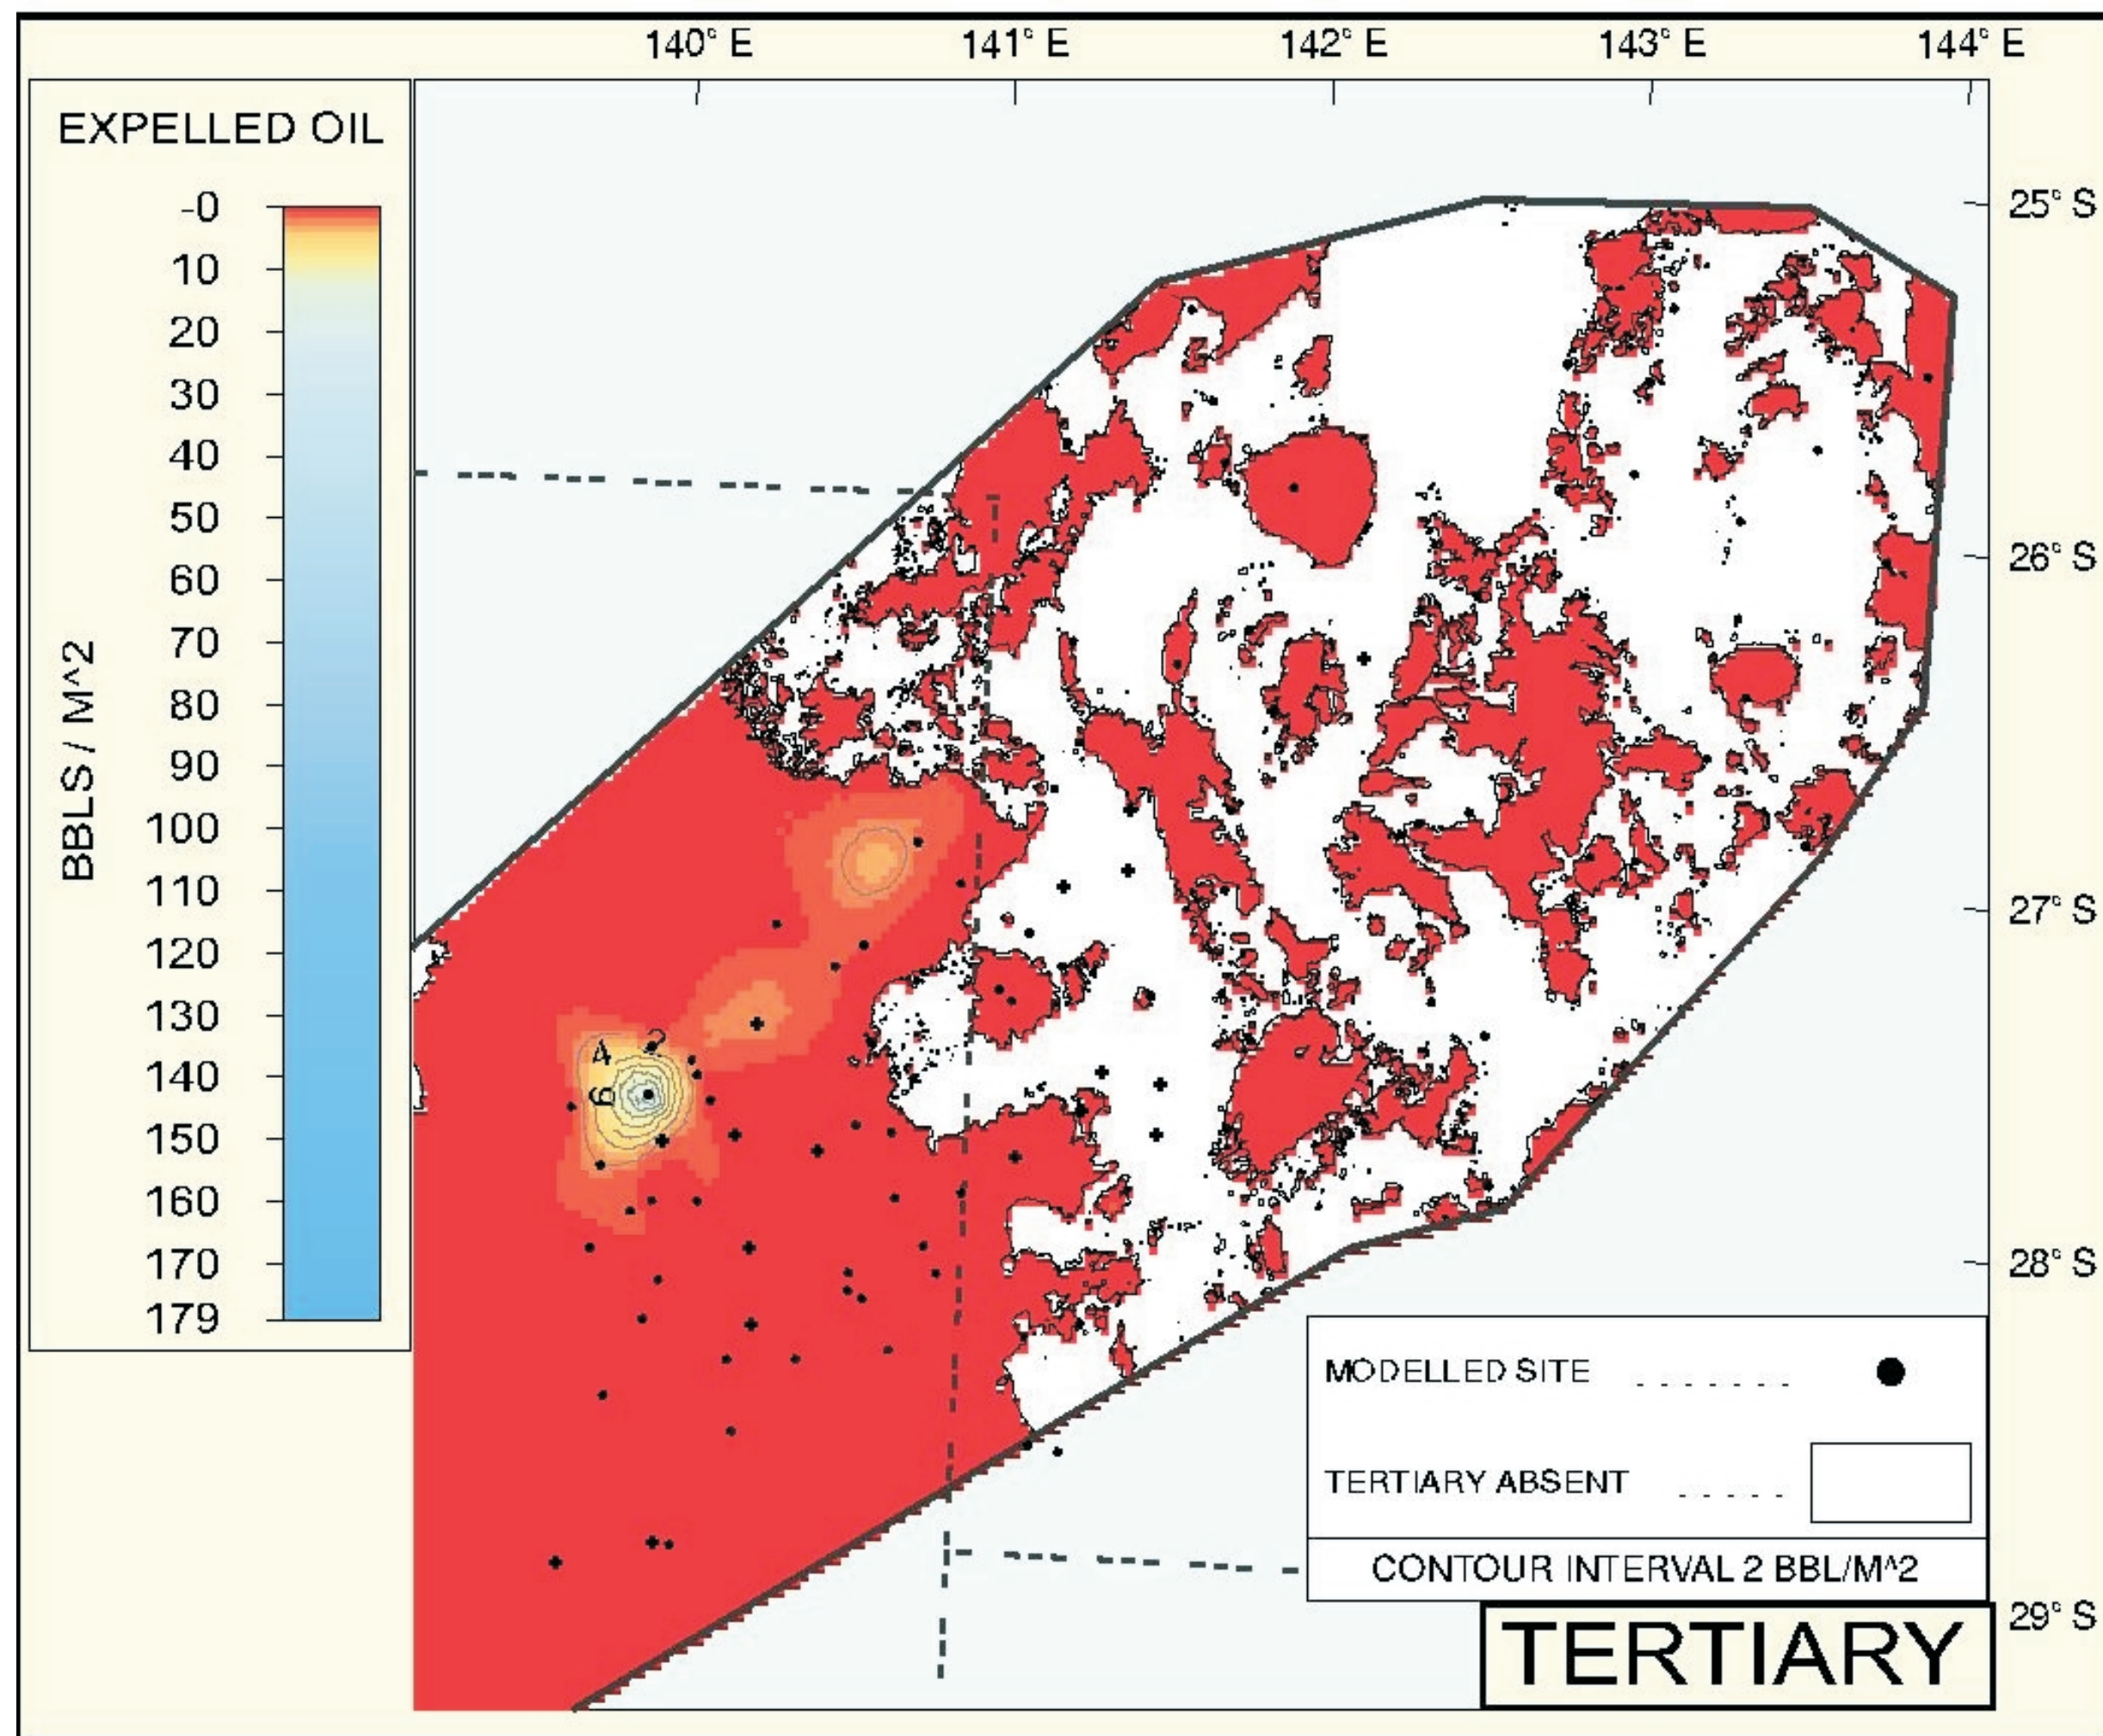 140° E 141° E 142° E 143° E 144° E
EXPELLED OIL
BBLS / M^2
-0
10
20
30
40
50
60
70
80
90
100
110
120
130
140
150
160
170
179
25° S
26° S
27° S
28° S
29° S
4 2
6
MODELLED SITE
TERTIARY ABSENT
CONTOUR INTERVAL 2 BBL/M^2
TERTIARY